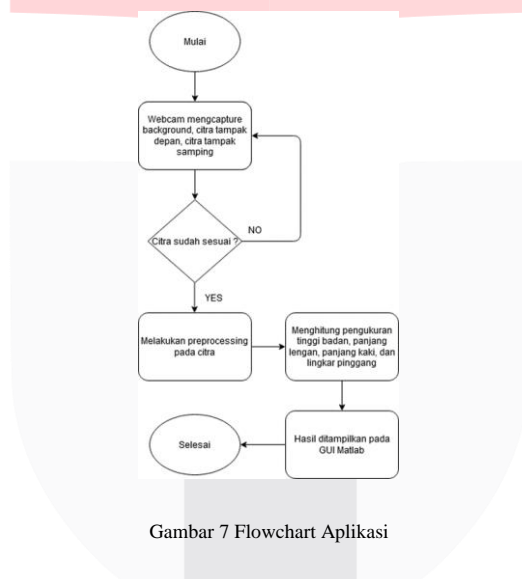 Mulai
Webcam mengcapture
background, citra tampak
depan, citra tampak
samping
Citra sudah sesuai ?
NO
YES
Melakukan preprocessing
pada citra
Menghitung pengukuran
tinggi badan, panjang
lengan, panjang kaki, dan
lingkar pinggang
Hasil ditampilkan pada
GUI Matlab
Selesai
Gambar 7 Flowchart Aplikasi